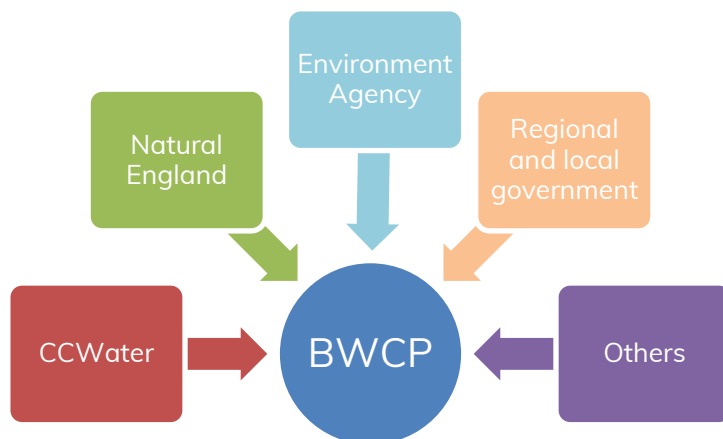 Environment
Agency
Natural
England
Regional
and local
government
CCWater
BWCP
Others